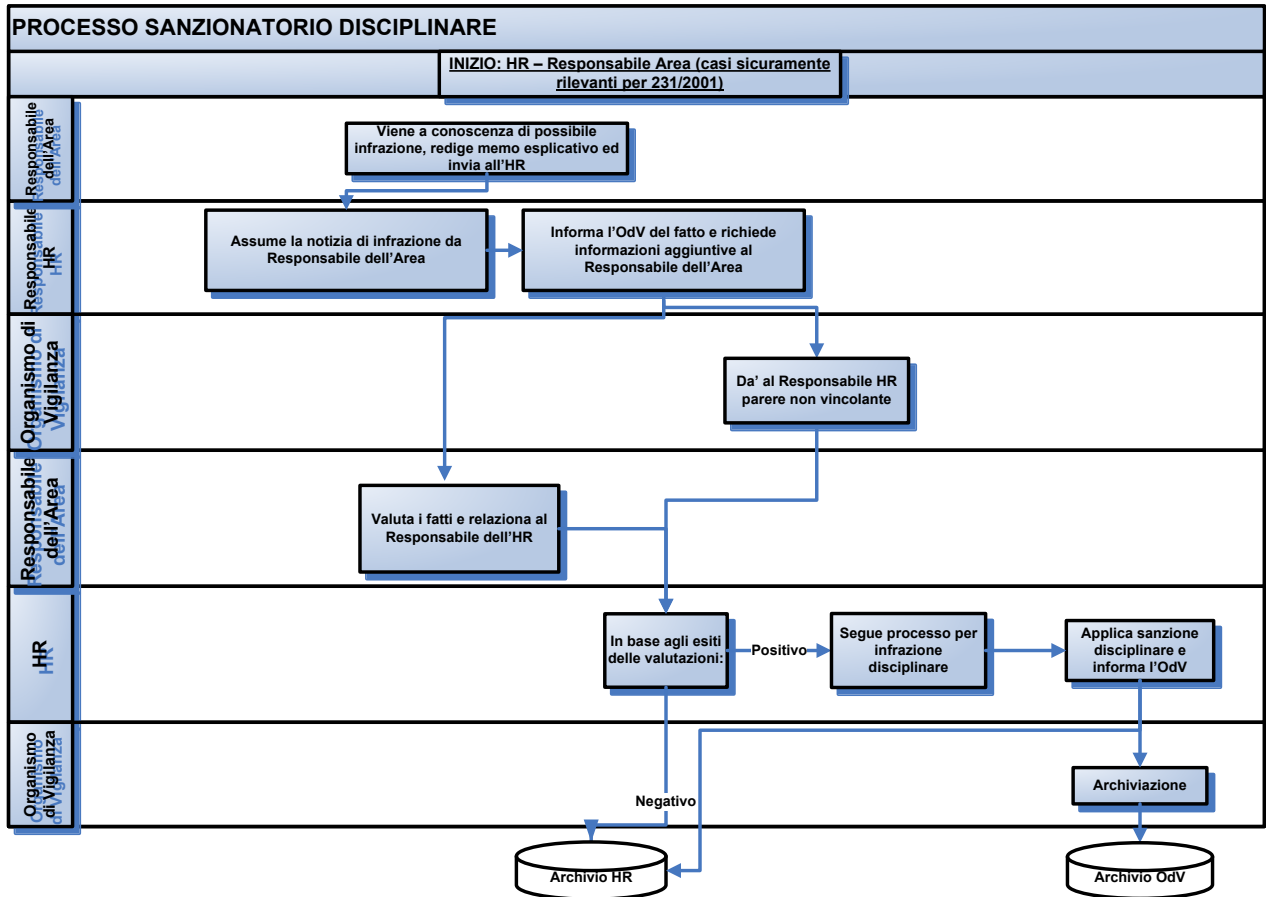 PROCESSO SANZIONATORIO DISCIPLINARE
INIZIO: HR – Responsabile Area (casi sicuramente
rilevanti per 231/2001)
Responsabile
dell'Area
Viene a conoscenza di possibile
infrazione, redige memo esplicativo ed
invia all'HR
Responsabile
HR
Assume la notizia di infrazione da
Responsabile dell'Area
Informa l'OdV del fatto e richiede
informazioni aggiuntive al
Responsabile dell'Area
Organismo di
Vigilanza
Da' al Responsabile HR
parere non vincolante
Responsabile
dell'Area
Valuta i fatti e relaziona al
Responsabile dell'HR
HR
In base agli esiti
delle valutazioni:
Positivo
Segue processo per
infrazione
disciplinare
Applica sanzione
disciplinare e
informa l'OdV
Organismo
di Vigilanza
Negativo
Archiviazione
Archivio HR
Archivio OdV